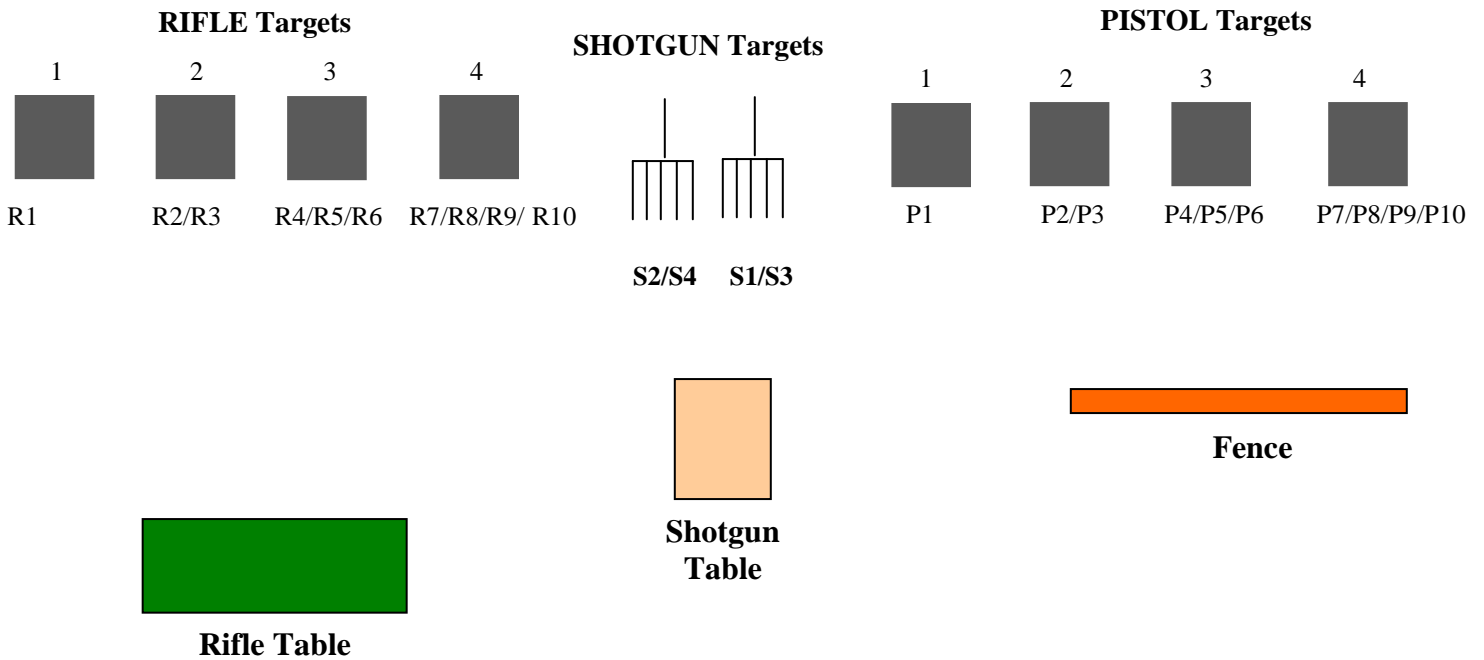 RIFLE Targets
SHOTGUN Targets
PISTOL Targets
1 2 3 4
1 2 3 4
R1 R2/R3 R4/R5/R6 R7/R8/R9/ R10
P1 P2/P3 P4/P5/P6 P7/P8/P9/P10
S2/S4 S1/S3
Fence
Shotgun
Table
Rifle Table